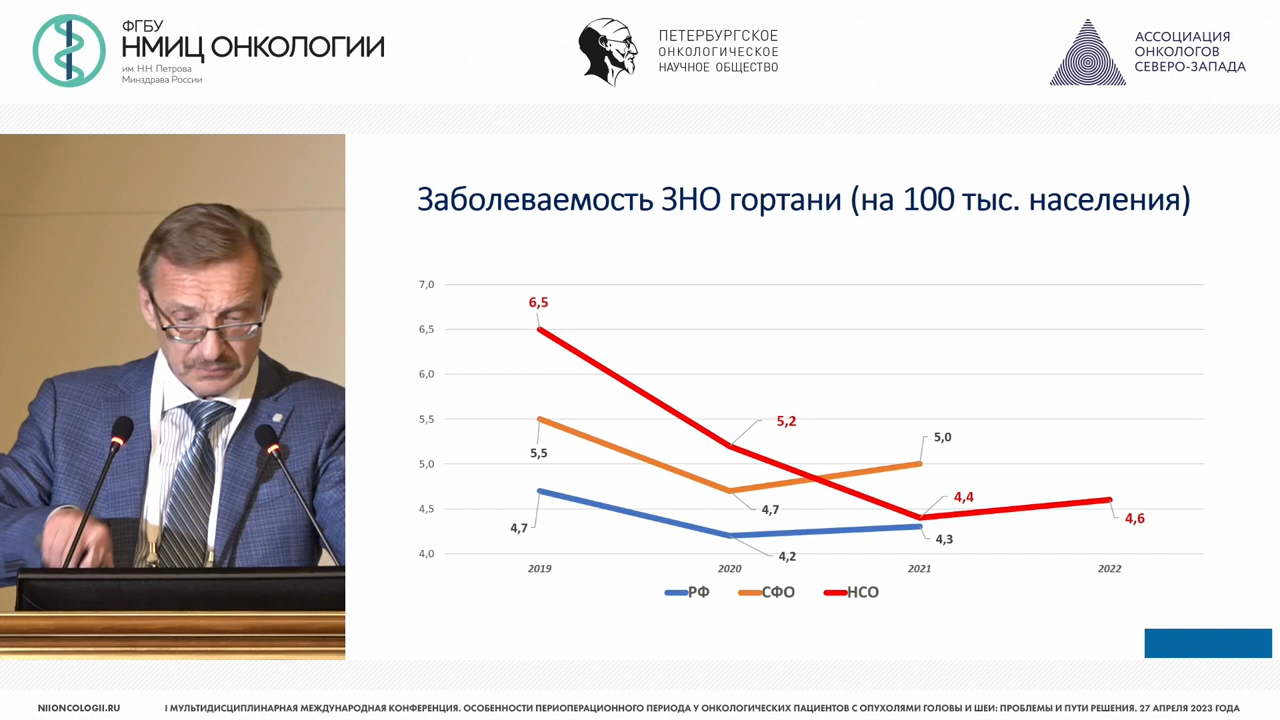 ФГБУ
НМИЦ ОНКОЛОГИИ
им. Н.Н. Петрова
Минздрава России
ПЕТЕРБУРГСКОЕ
ОНКОЛОГИЧЕСКОЕ
НАУЧНОЕ ОБЩЕСТВО
АССОЦИАЦИЯ
ОНКОЛОГОВ
СЕВЕРО-ЗАПАДА
Заболеваемость ЗНО гортани (на 100 тыс. населения)
7,0
6,5
6,0
5,5
5,0
4,5
4,0
6,5
5,2
4,4
4,6
5,5
4,7
5,0
4,7
4,2
4,3
2019 2020 2021 2022
РФ СФО НСО
NIIONCOLOGII.RU
I МУЛЬТИДИСЦИПЛИНАРНАЯ МЕЖДУНАРОДНАЯ КОНФЕРЕНЦИЯ. ОСОБЕННОСТИ ПЕРИОПЕРАЦИОННОГО ПЕРИОДА У ОНКОЛОГИЧЕСКИХ ПАЦИЕНТОВ С ОПУХОЛЯМИ ГОЛОВЫ И ШЕИ: ПРОБЛЕМЫ И ПУТИ РЕШЕНИЯ. 27 АПРЕЛЯ 2023 ГОДА